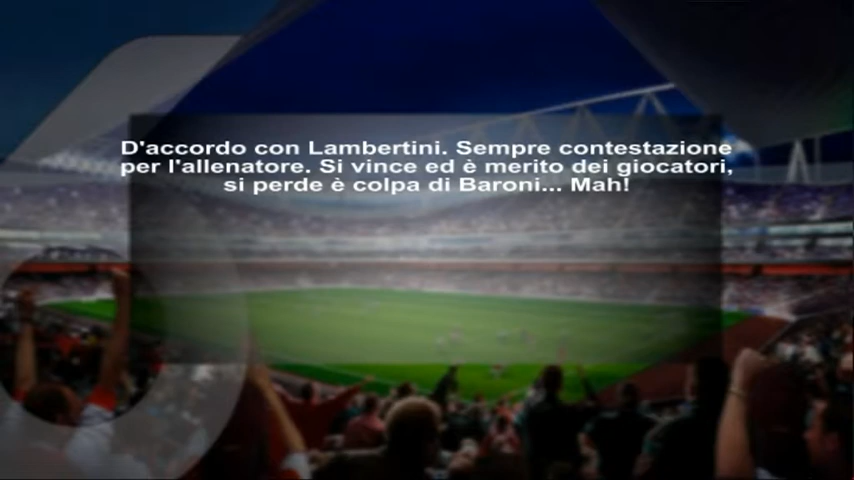 D'accordo con Lambertini. Sempre contestazione
per l'allenatore. Si vince ed è merito dei giocatori,
si perde è colpa di Baroni... Mah!